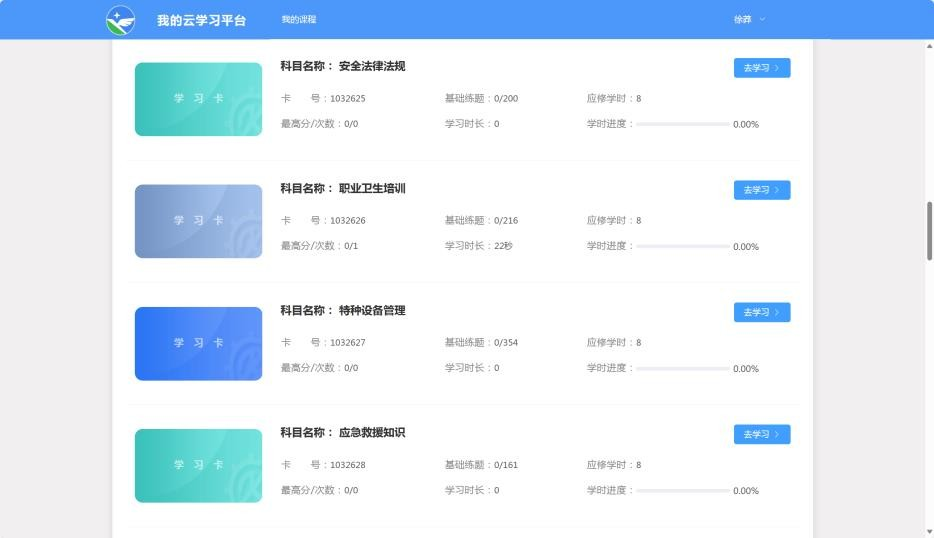 我的云学习平台 我的课程 徐莽
科目名称： 安全法律法规 去学习
学 习 卡
卡 号：1032625 基础练题：0/200 应修学时：8
最高分/次数：0/0 学习时长：0 学时进度： 0.00%
科目名称： 职业卫生培训 去学习
学 习 卡
卡 号：1032626 基础练题：0/216 应修学时：8
最高分/次数：0/1 学习时长：22秒 学时进度： 0.00%
科目名称： 特种设备管理 去学习
学 习 卡
卡 号：1032627 基础练题：0/354 应修学时：8
最高分/次数：0/0 学习时长：0 学时进度： 0.00%
科目名称： 应急救援知识 去学习
学 习 卡
卡 号：1032628 基础练题：0/161 应修学时：8
最高分/次数：0/0 学习时长：0 学时进度： 0.00%